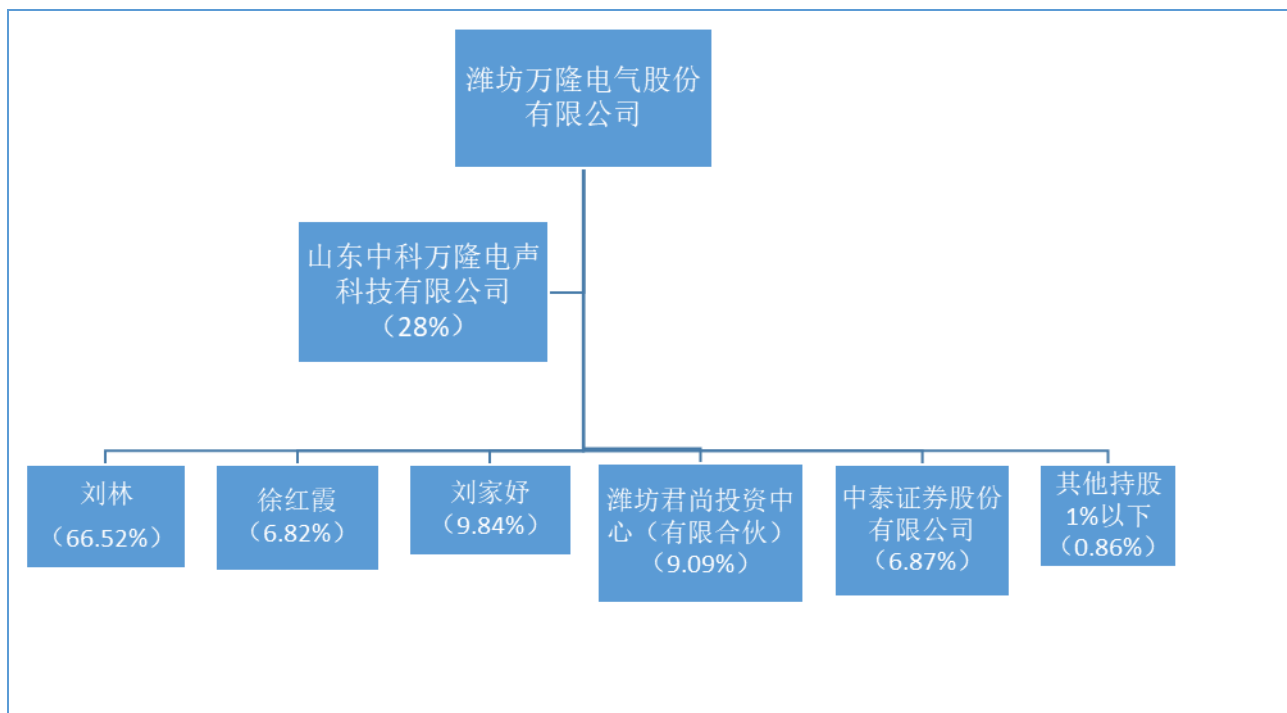 潍坊万隆电气股份
有限公司
山东中科万隆电声
科技有限公司
（28%）
刘林
（66.52%）
徐红霞
（6.82%）
刘家妤
（9.84%）
潍坊君尚投资中
心（有限合伙）
（9.09%）
中泰证券股份
有限公司
（6.87%）
其他持股
1%以下
（0.86%）